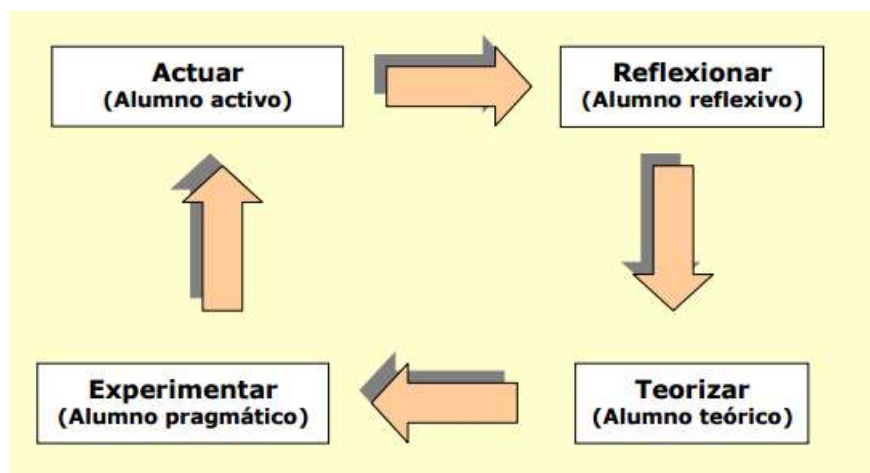 Actuar
(Alumno activo)
Reflexionar
(Alumno reflexivo)
Experimentar
(Alumno pragmático)
Teorizar
(Alumno teórico)